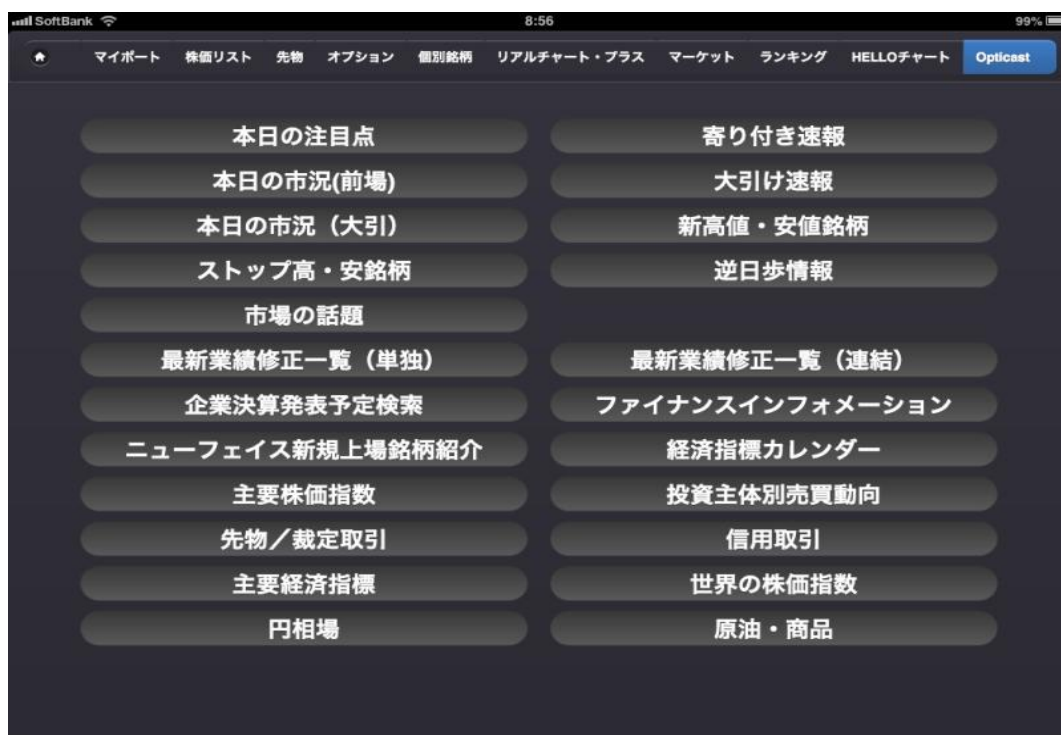 SoftBank 8:56 99%
マイポート 株価リスト 先物 オプション 個別銘柄 リアルチャート・プラス マーケット ランキング HELLOチャート Opticast
本日の注目点 寄り付き速報
本日の市況(前場) 大引け速報
本日の市況（大引） 新高値・安値銘柄
ストップ高・安銘柄 逆日歩情報
市場の話題
最新業績修正一覧（単独） 最新業績修正一覧（連結）
企業決算発表予定検索 ファイナンスインフォメーション
ニューフェイス新規上場銘柄紹介 経済指標カレンダー
主要株価指数 投資主体別売買動向
先物／裁定取引 信用取引
主要経済指標 世界の株価指数
円相場 原油・商品